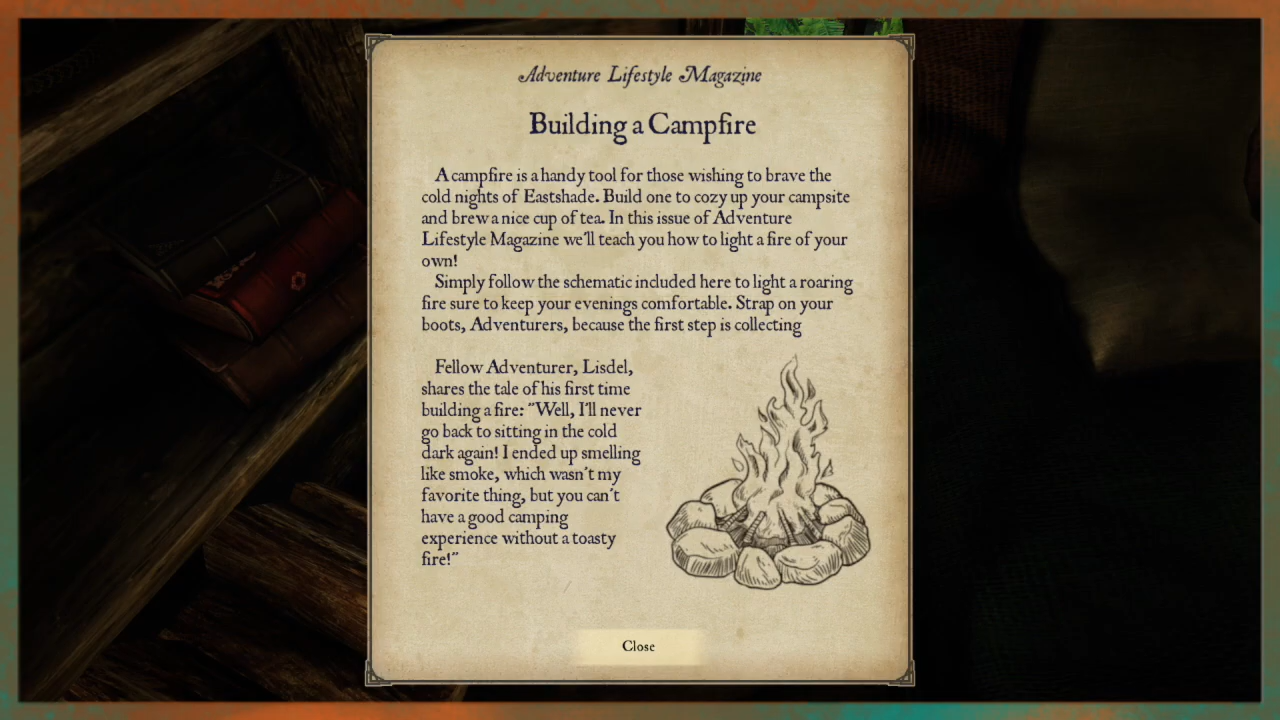 Adventure Lifestyle Magazine
Building a Campfire
A campfire is a handy tool for those wishing to brave the
cold nights of Eastshade. Build one to cozy up your campsite
and brew a nice cup of tea. In this issue of Adventure
Lifestyle Magazine we'll teach you how to light a fire of your
own!
Simply follow the schematic included here to light a roaring
fire sure to keep your evenings comfortable. Strap on your
boots, Adventurers, because the first step is collecting
Fellow Adventurer, Lisdel,
shares the tale of his first time
building a fire: "Well, I'll never
go back to sitting in the cold
dark again! I ended up smelling
like smoke, which wasn't my
favorite thing, but you can't
have a good camping
experience without a toasty
fire!"
Close